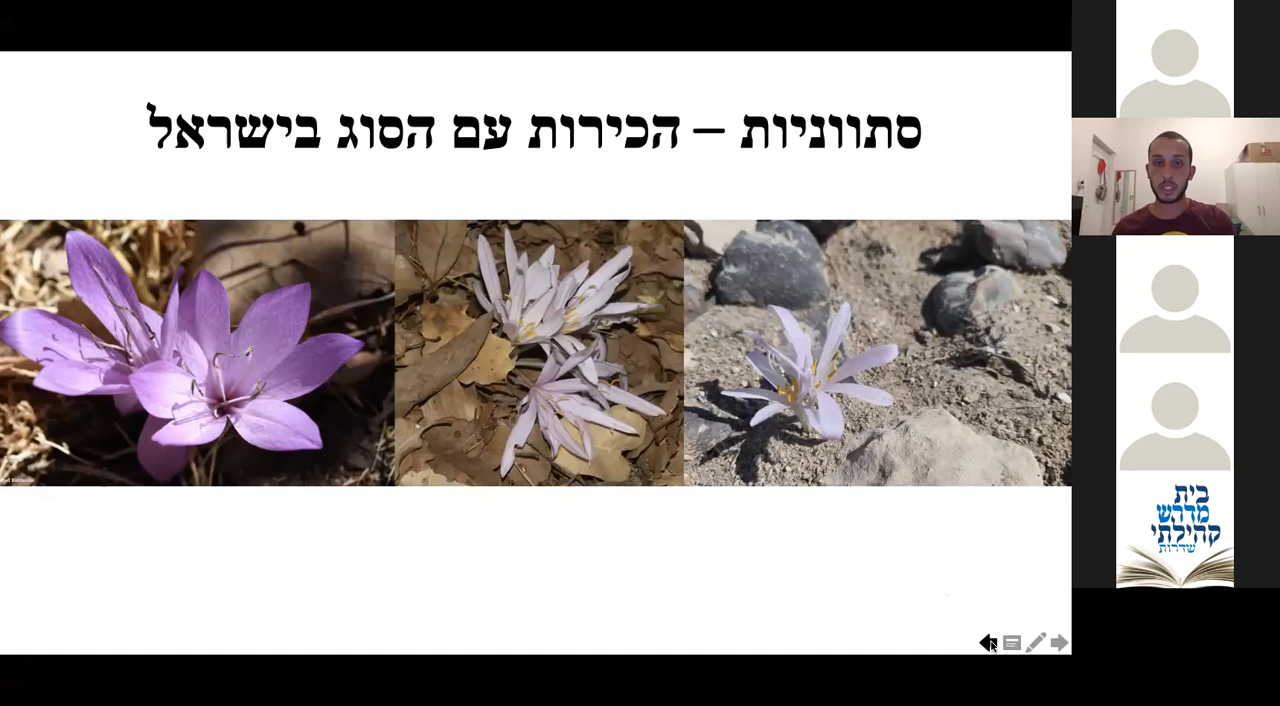 סתווניות – הכירות עם הסוג בישראל
בית
מדרש
קהילתי
שדרות